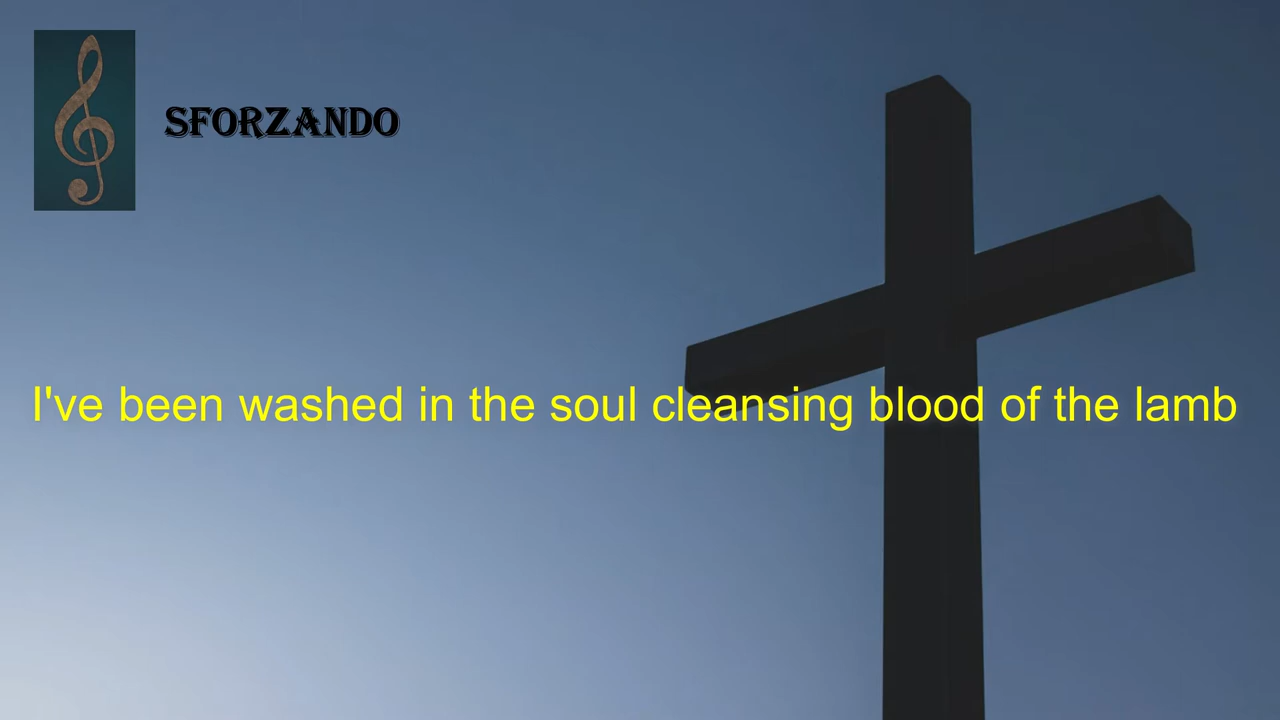 SFORZANDO
I've been washed in the soul cleansing blood of the lamb